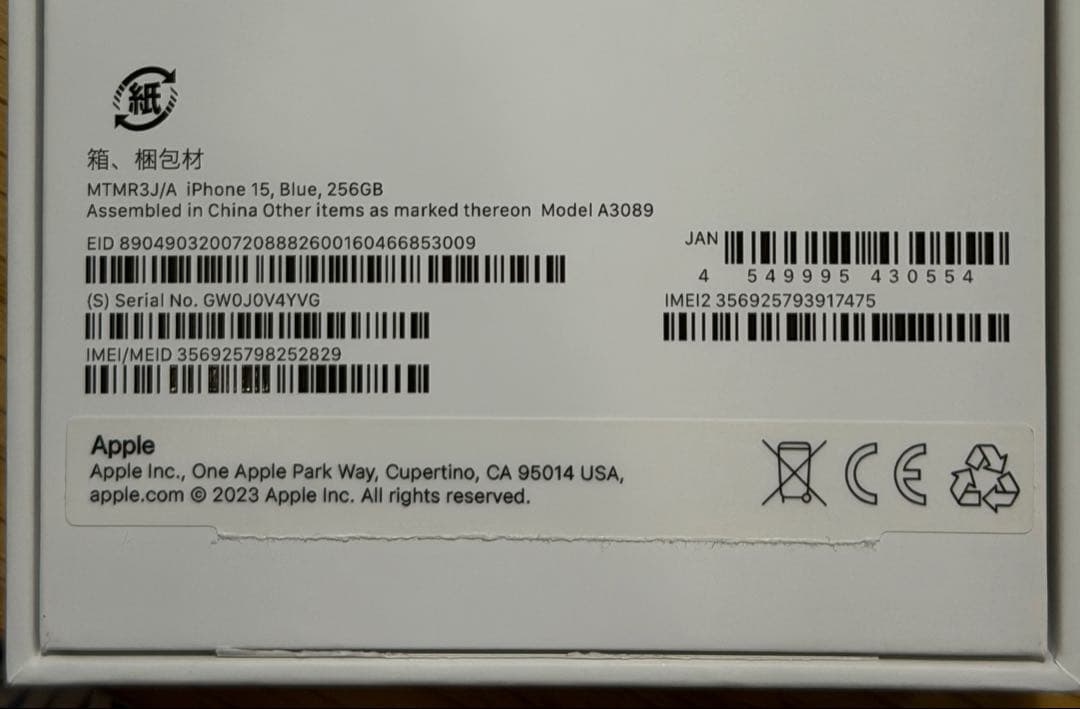 紙
箱、梱包材
MTMR3J/A iPhone 15, Blue, 256GB
Assembled in China Other items as marked thereon Model A3089
EID 89049032007208882600160466853009
JAN
4 549995 430554
(S) Serial No. GW0J0V4YVG
IMEI2 356925793917475
IMEI/MEID 356925798252829
Apple
Apple Inc., One Apple Park Way, Cupertino, CA 95014 USA,
apple.com © 2023 Apple Inc. All rights reserved.
CE